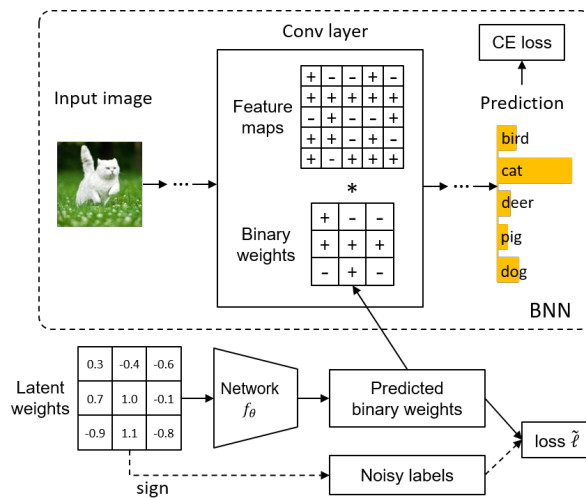 Conv layer
CE loss
Input image
Feature
maps
+ - - + -
+ + + + +
- + - - +
- - + - -
+ - + + +
Prediction
bird
cat
deer
pig
dog
...
*
...
Binary
weights
+ - -
+ + +
- + -
BNN
Latent
weights
0.3 -0.4 -0.6
0.7 1.0 -0.1
-0.9 1.1 -0.8
Network
f_θ
Predicted
binary weights
loss ℓ̃
Noisy labels
sign